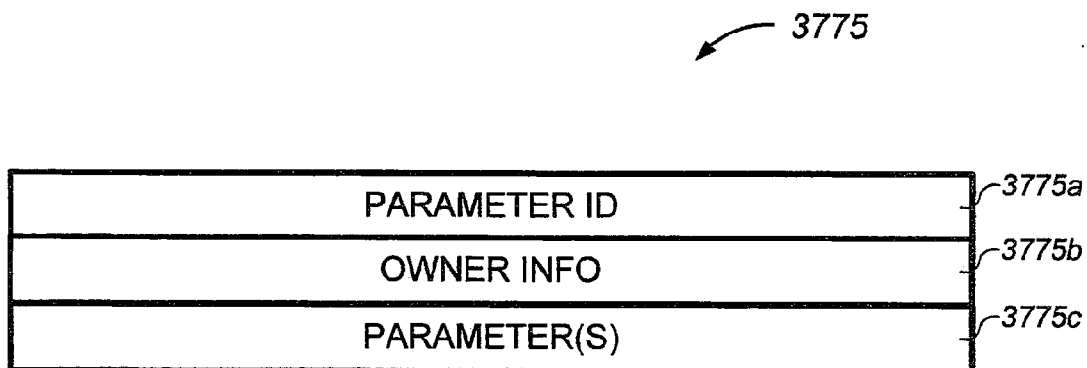 3775
PARAMETER ID 3775a
OWNER INFO 3775b
PARAMETER(S) 3775c